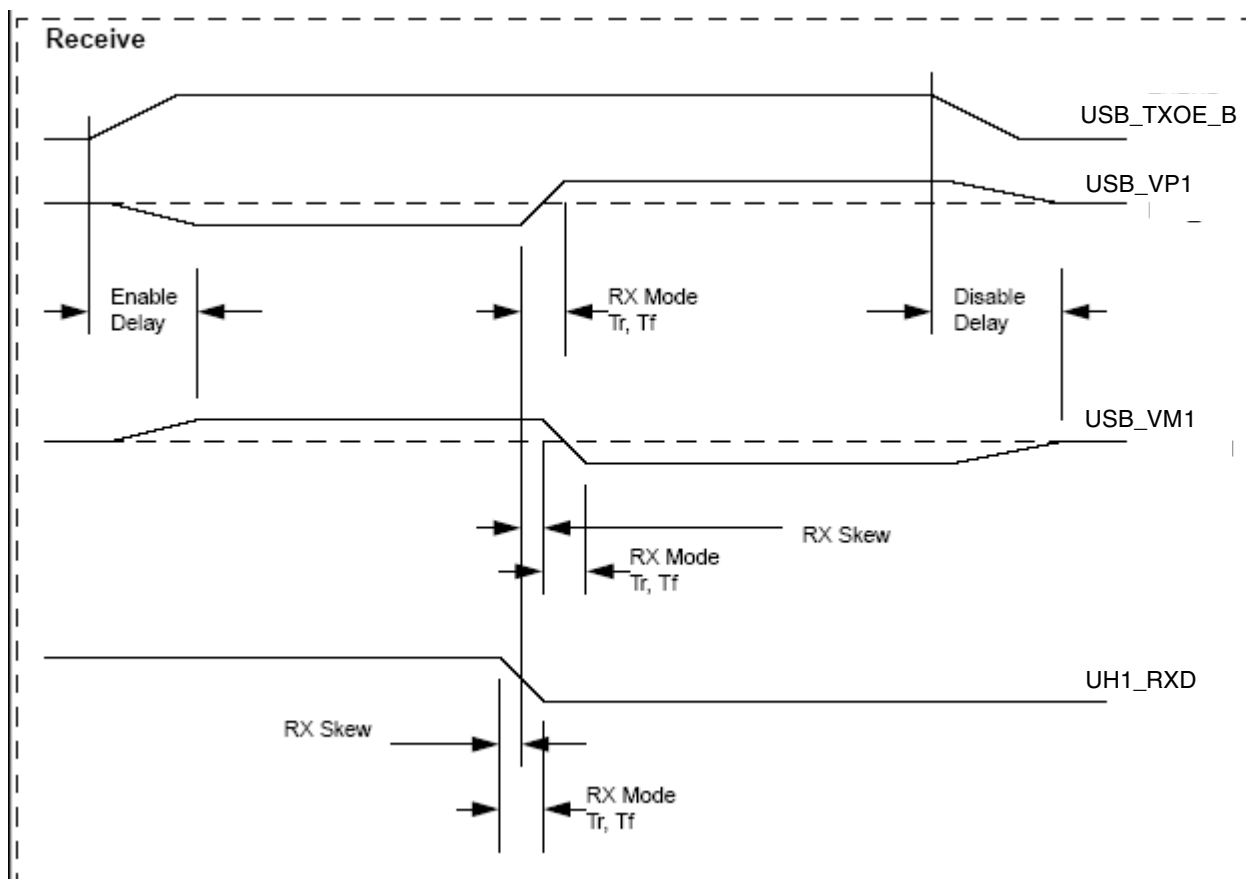 Receive
USB_TXOE_B
USB_VP1
Enable
Delay
RX Mode
Tr, Tf
Disable
Delay
USB_VM1
RX Skew
RX Mode
Tr, Tf
UH1_RXD
RX Skew
RX Mode
Tr, Tf